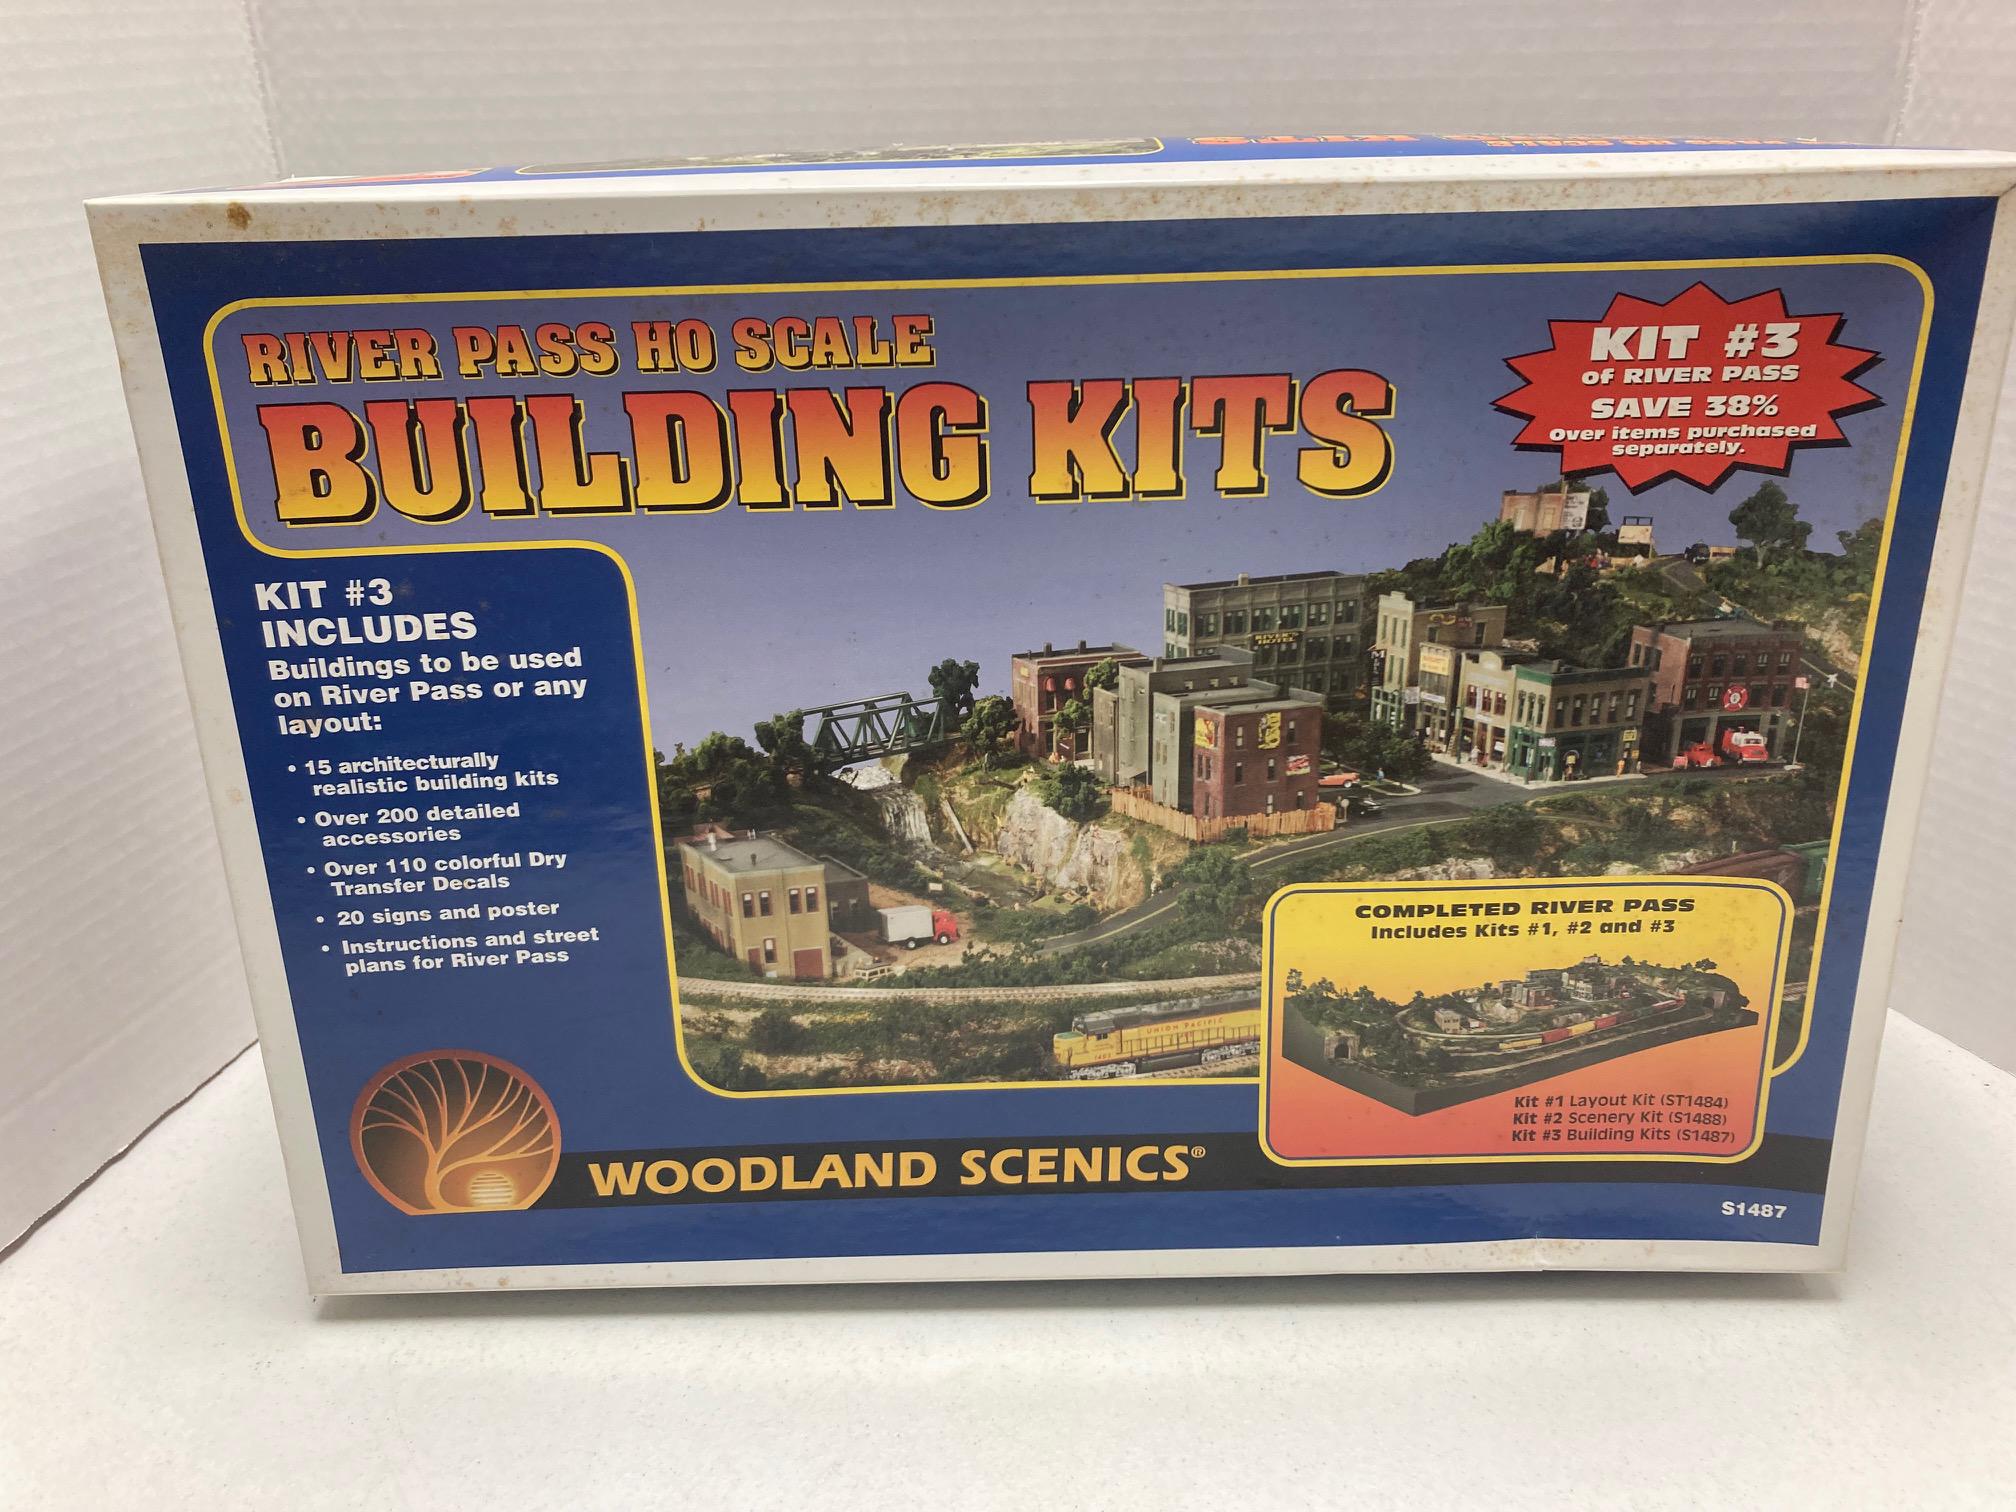 RIVER PASS HO SCALE
BUILDING KITS
KIT #3
of RIVER PASS
SAVE 38%
Over items purchased
separately.
KIT #3
INCLUDES
Buildings to be used
on River Pass or any
layout:
• 15 architecturally
realistic building kits
• Over 200 detailed
accessories
• Over 110 colorful Dry
Transfer Decals
• 20 signs and poster
• Instructions and street
plans for River Pass
RIVER'S
HOTEL
UNION PACIFIC
1403
COMPLETED RIVER PASS
Includes Kits #1, #2 and #3
Kit #1 Layout Kit (ST1484)
Kit #2 Scenery Kit (S1488)
Kit #3 Building Kits (S1487)
WOODLAND SCENICS®
S1487